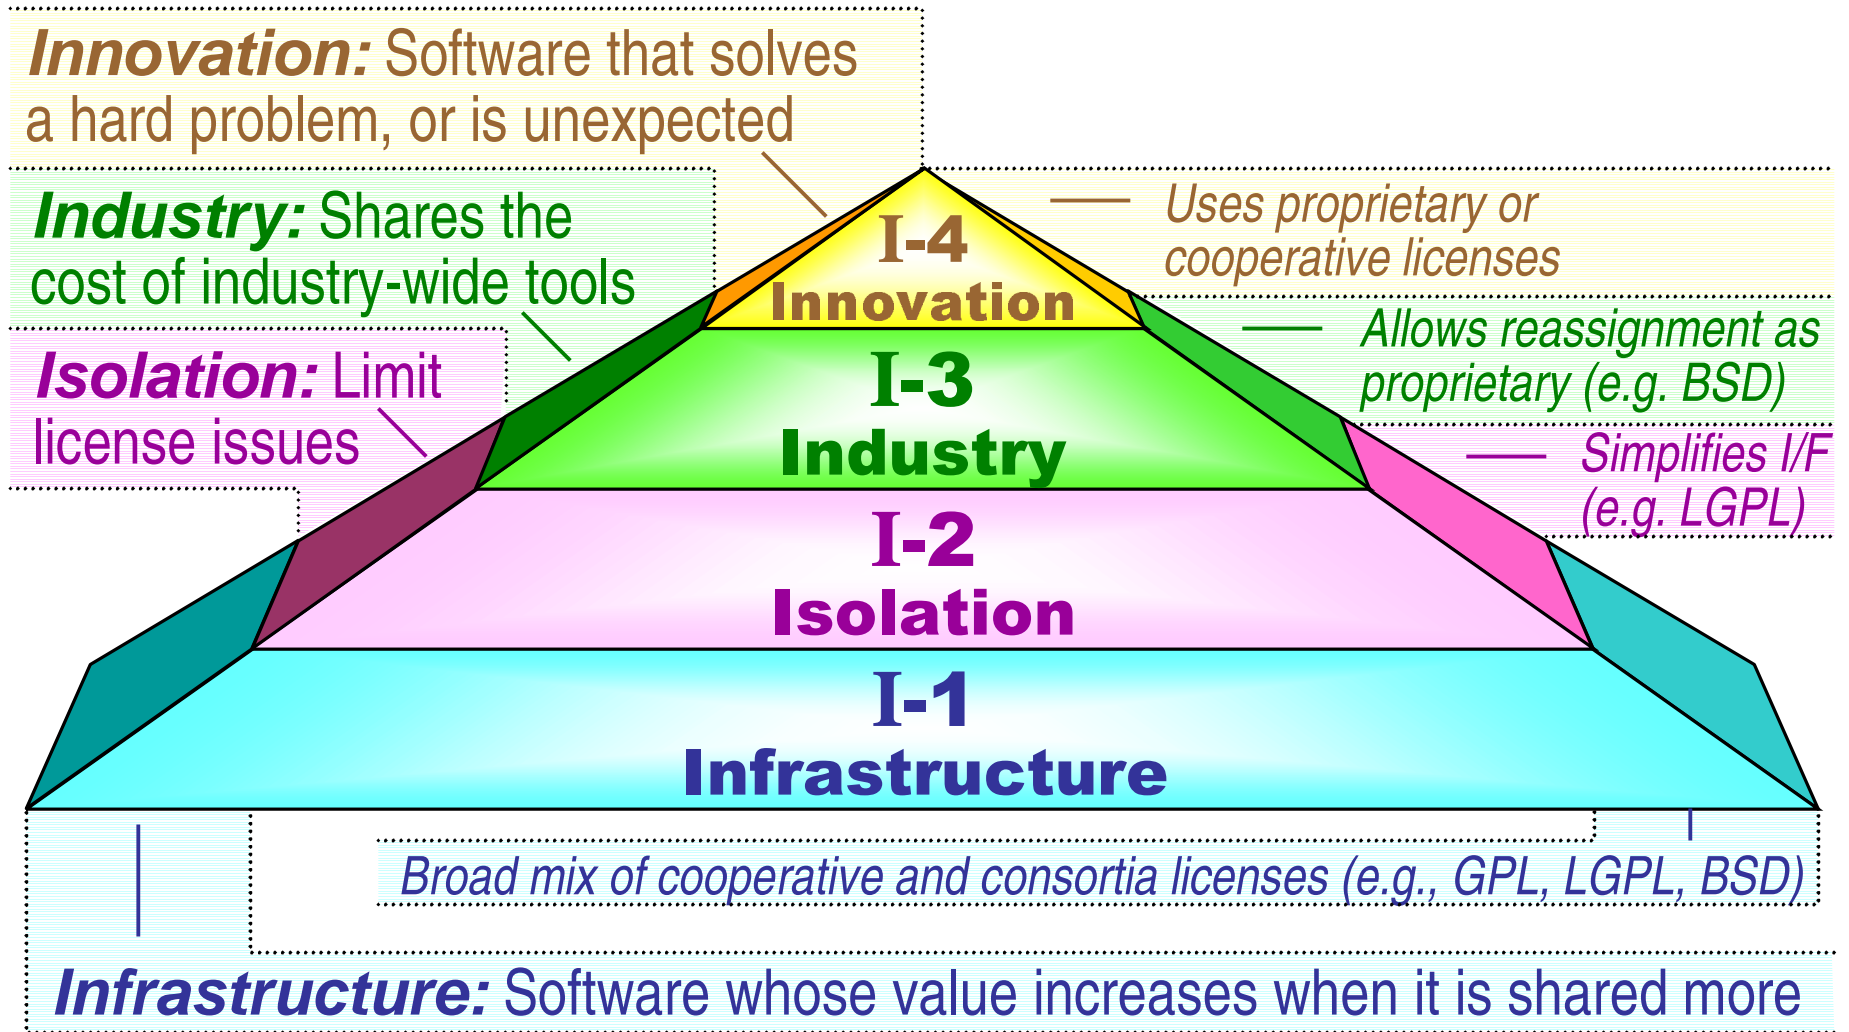 Innovation: Software that solves
a hard problem, or is unexpected
Industry: Shares the
cost of industry-wide tools
Isolation: Limit
license issues
I-4
Innovation
I-3
Industry
I-2
Isolation
I-1
Infrastructure
Uses proprietary or
cooperative licenses
Allows reassignment as
proprietary (e.g. BSD)
Simplifies I/F
(e.g. LGPL)
Broad mix of cooperative and consortia licenses (e.g., GPL, LGPL, BSD)
Infrastructure: Software whose value increases when it is shared more